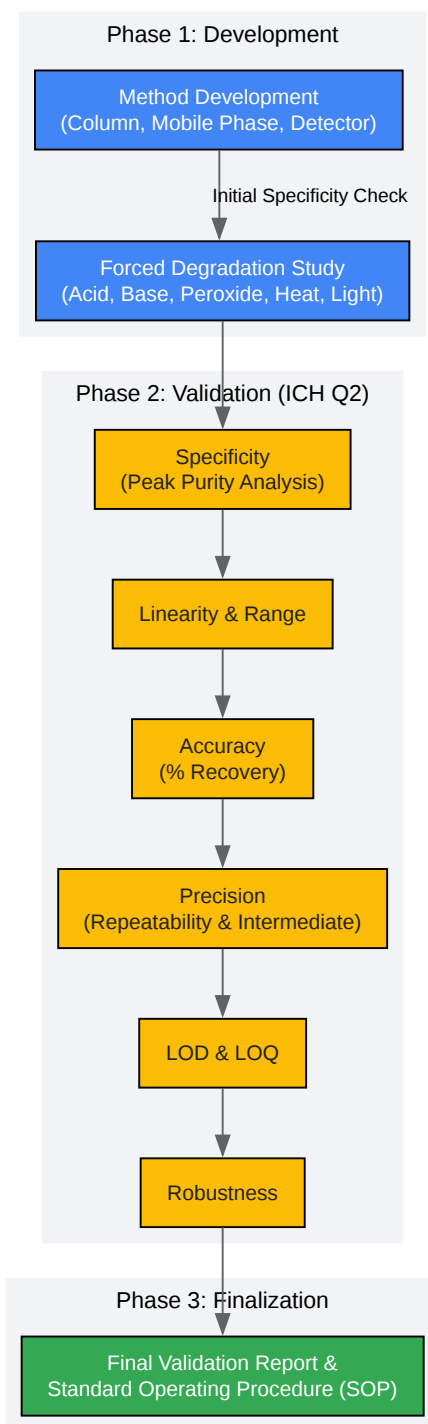 Phase 1: Development
Method Development
(Column, Mobile Phase, Detector)
Initial Specificity Check
Forced Degradation Study
(Acid, Base, Peroxide, Heat, Light)
Phase 2: Validation (ICH Q2)
Specificity
(Peak Purity Analysis)
Linearity & Range
Accuracy
(% Recovery)
Precision
(Repeatability & Intermediate)
LOD & LOQ
Robustness
Phase 3: Finalization
Final Validation Report &
Standard Operating Procedure (SOP)